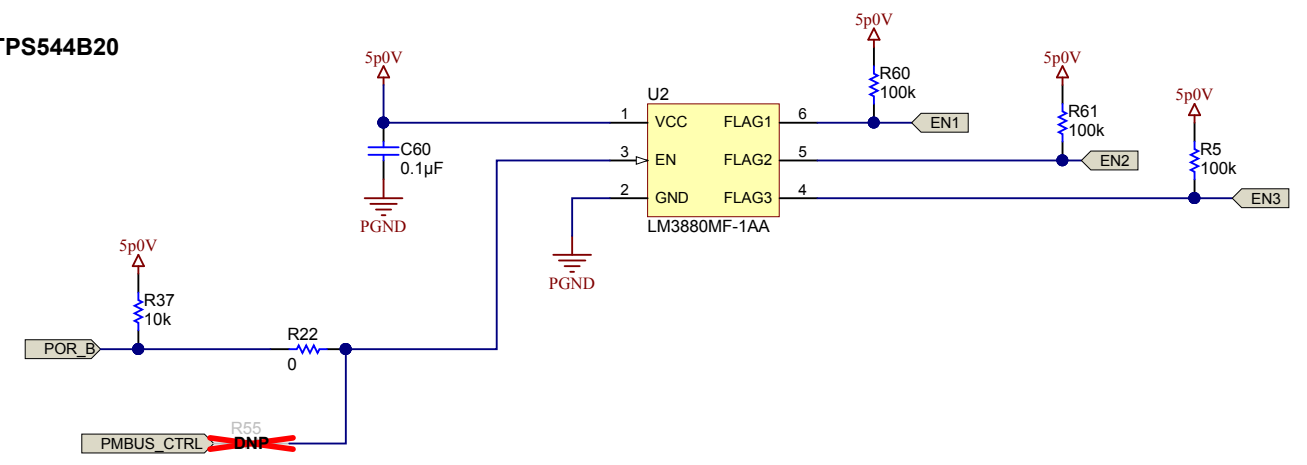 TPS544B20
5p0V
5p0V
5p0V
5p0V
R60
100k
R61
100k
R5
100k
U2
1 VCC FLAG1 6
EN1
3 EN FLAG2 5
EN2
2 GND FLAG3 4
EN3
LM3880MF-1AA
C60
0.1µF
PGND
PGND
5p0V
R37
10k
POR_B
R22
0
R55
PMBUS_CTRL
DNP